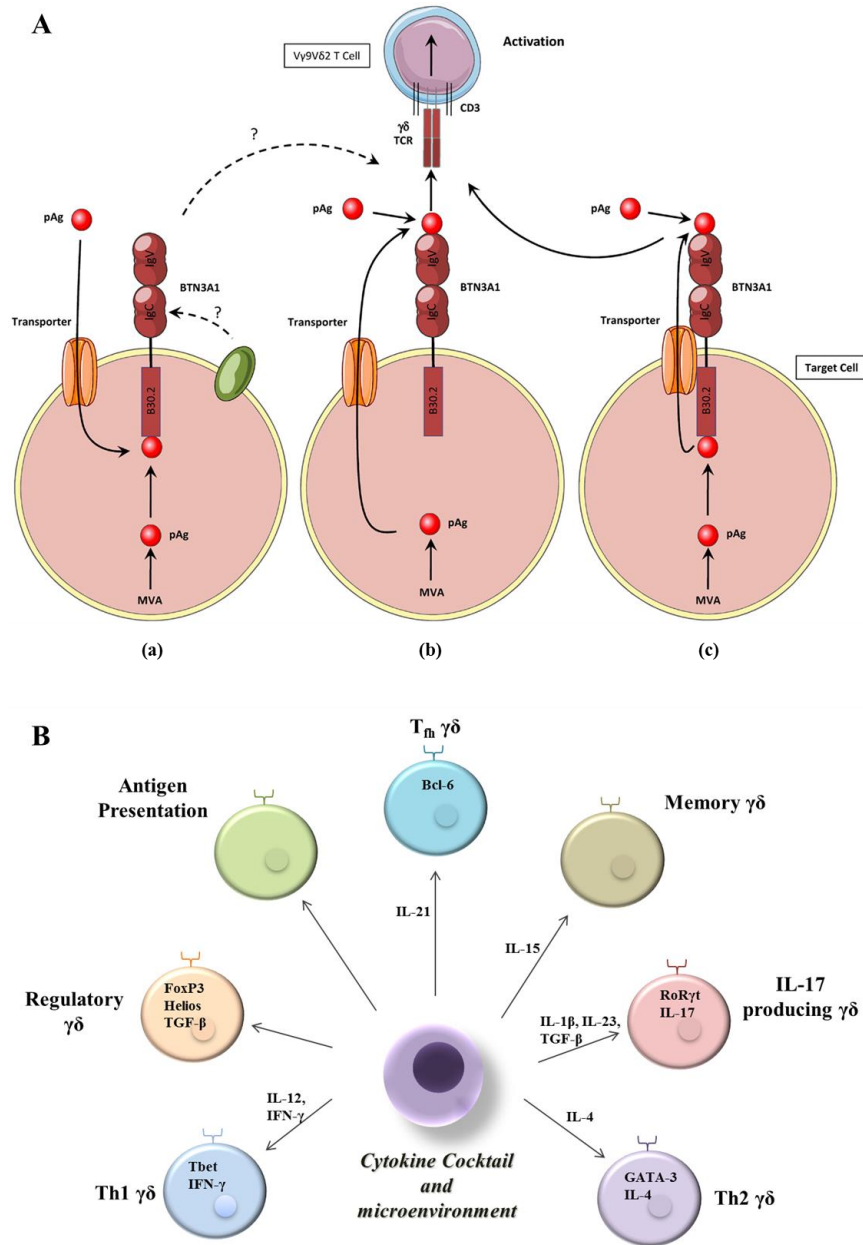 A
Vγ9Vδ2 T Cell
Activation
CD3
γδ
TCR
?
pAg
IgV
BTN3A1
IgC
?
Transporter
B30.2
pAg
MVA
(a)
pAg
IgV
BTN3A1
IgC
Transporter
B30.2
pAg
MVA
(b)
pAg
IgV
BTN3A1
IgC
Transporter
Target Cell
B30.2
pAg
MVA
(c)
B
Tfh γδ
Bcl-6
Antigen
Presentation
Memory γδ
IL-21
IL-15
Regulatory
γδ
FoxP3
Helios
TGF-β
IL-17
producing γδ
RoRγt
IL-17
IL-1β, IL-23,
TGF-β
IL-12,
IFN-γ
IL-4
Th1 γδ
Tbet
IFN-γ
Cytokine Cocktail
and
microenvironment
GATA-3
IL-4
Th2 γδ